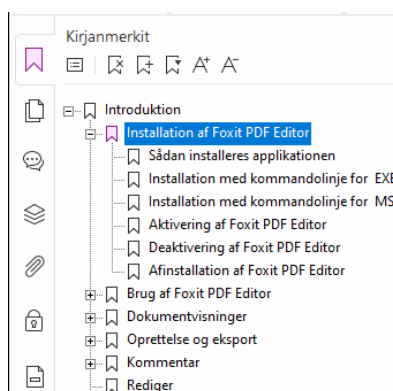 Kirjanmerkit
A+ A-
Introduktion
Installation af Foxit PDF Editor
Sådan installeres applikationen
Installation med kommandolinje for EXE
Installation med kommandolinje for MS
Aktivering af Foxit PDF Editor
Deaktivering af Foxit PDF Editor
Afinstallation af Foxit PDF Editor
Brug af Foxit PDF Editor
Dokumentvisninger
Oprettelse og eksport
Kommentar
Rediger